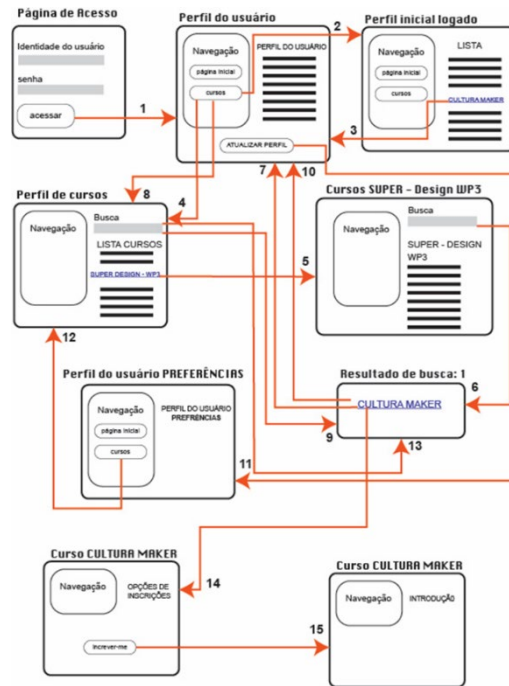 Página de Acesso
Identidade do usuário
senha
acessar
1
Perfil do usuário
Navegação
página inicial
cursos
PERFIL DO USUÁRIO
ATUALIZAR PERFIL
2
Perfil inicial logado
Navegação
página inicial
cursos
LISTA
CULTURA MAKER
3
7
10
8
4
Perfil de cursos
Navegação
Busca
LISTA CURSOS
SUPER DESIGN - WP3
5
Cursos SUPER - Design WP3
Navegação
Busca
SUPER - DESIGN
WP3
12
Perfil do usuário PREFERÊNCIAS
Navegação
página inicial
cursos
PERFIL DO USUÁRIO
PREFRÊNCIAS
Resultado de busca: 1
CULTURA MAKER
6
9
13
11
Curso CULTURA MAKER
Navegação
OPÇÕES DE
INSCRIÇÕES
Increver-me
14
15
Curso CULTURA MAKER
Navegação
INTRODUÇÃO